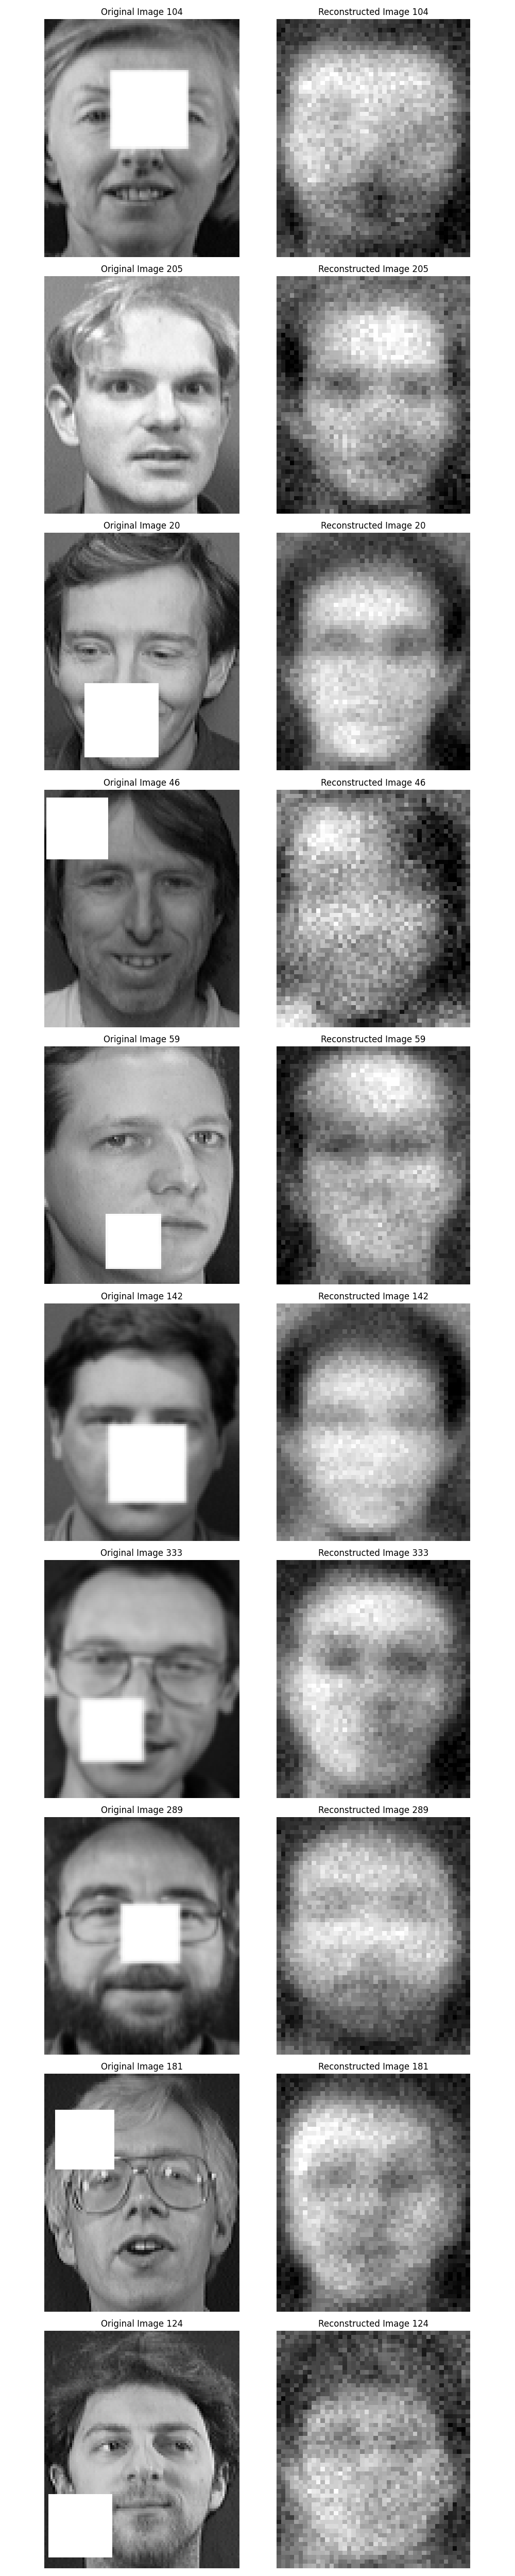 Original Image 104 Reconstructed Image 104
Original Image 205 Reconstructed Image 205
Original Image 20 Reconstructed Image 20
Original Image 46 Reconstructed Image 46
Original Image 59 Reconstructed Image 59
Original Image 142 Reconstructed Image 142
Original Image 333 Reconstructed Image 333
Original Image 289 Reconstructed Image 289
Original Image 181 Reconstructed Image 181
Original Image 124 Reconstructed Image 124